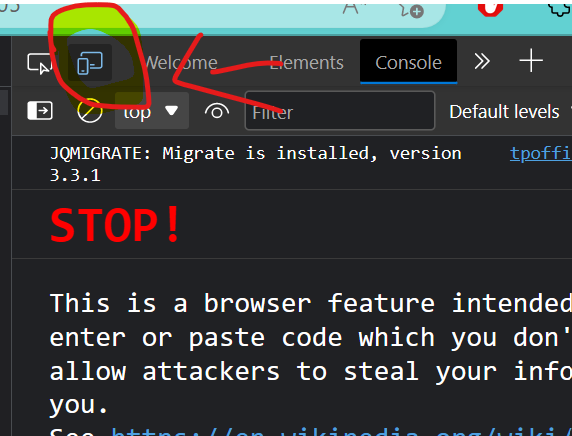 05
Welcome Elements Console
top Filter Default levels
JQMIGRATE: Migrate is installed, version tpoffi
3.3.1
STOP!
This is a browser feature intended
enter or paste code which you don'
allow attackers to steal your info
you.
See https://en.wikipedia.org/wiki/